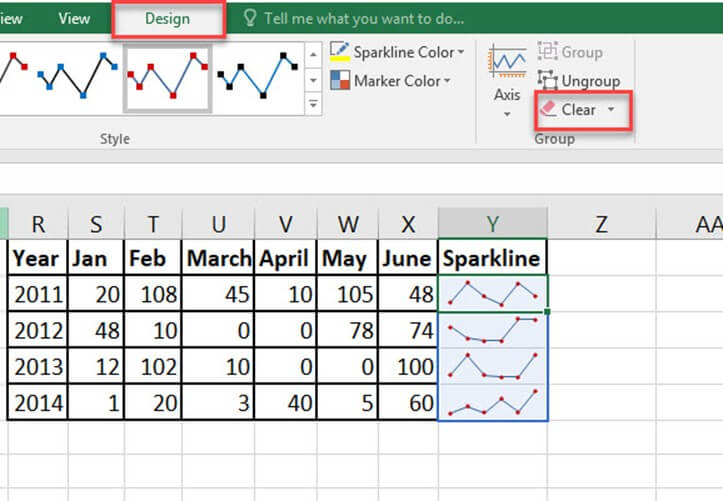 iew View Design Tell me what you want to do...
Sparkline Color
Marker Color
Axis
Group
Ungroup
Clear
Style Group
R S T U V W X Y Z AA
Year Jan Feb March April May June Sparkline
2011 20 108 45 10 105 48
2012 48 10 0 0 78 74
2013 12 102 10 0 0 100
2014 1 20 3 40 5 60